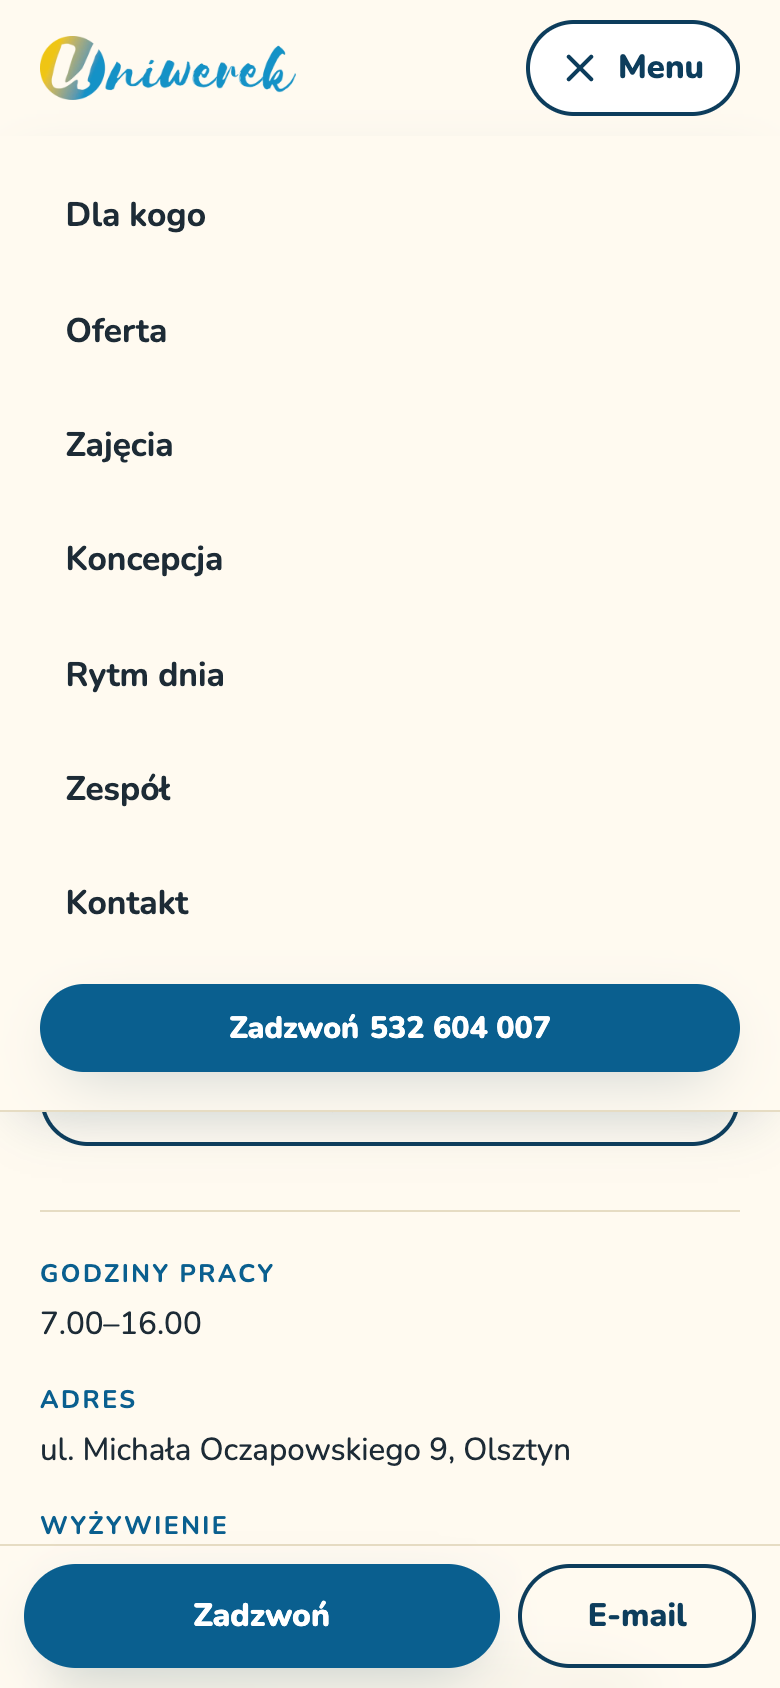 Uniwerek
Menu
Dla kogo
Oferta
Zajęcia
Koncepcja
Rytm dnia
Zespół
Kontakt
Zadzwoń 532 604 007
GODZINY PRACY
7.00–16.00
ADRES
ul. Michała Oczapowskiego 9, Olsztyn
WYŻYWIENIE
Zadzwoń
E-mail